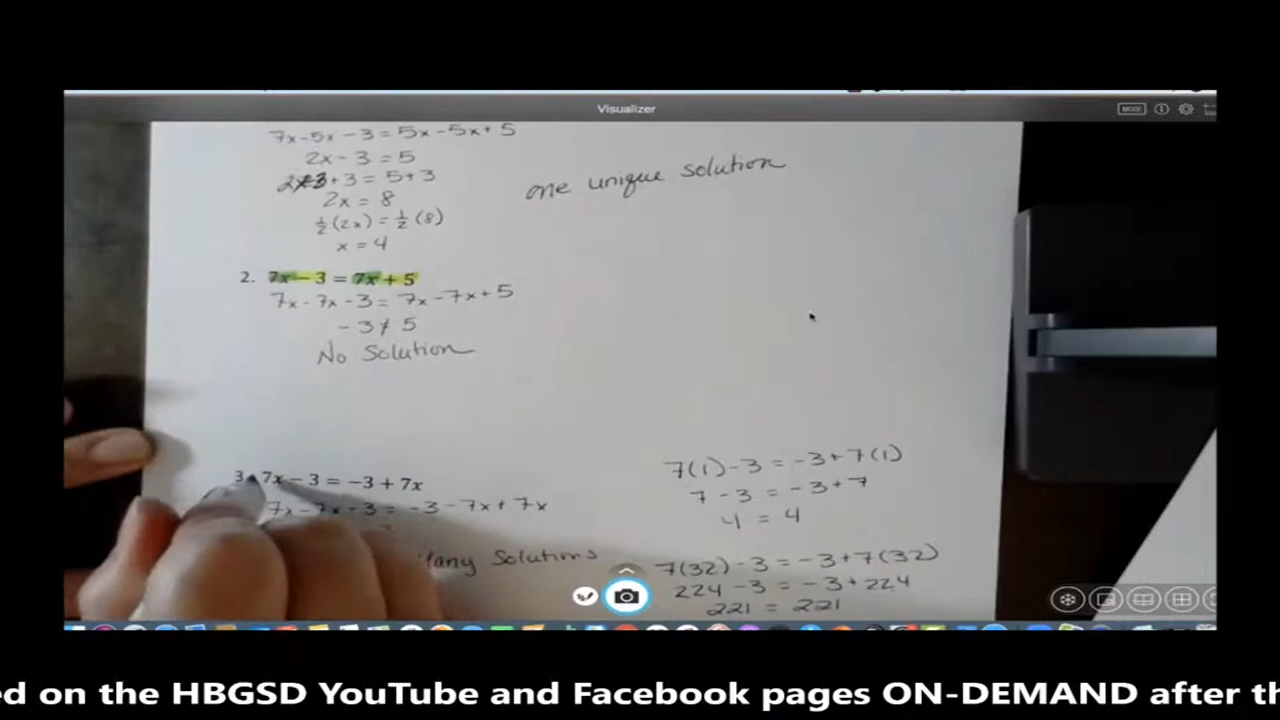 Visualizer
MODE
7x-5x-3=5x-5x+5
2x-3=5
2x-3+3=5+3
2x=8
½(2x)=½(8)
x=4
one unique solution
2. 7x-3=7x+5
7x-7x-3=7x-7x+5
-3≠5
No Solution
3 7x-3=-3+7x
7x-7x-3=-3-7x+7x
Many Solutions
7(1)-3=-3+7(1)
7-3=-3+7
4=4
7(32)-3=-3+7(32)
224-3=-3+224
221=221
ed on the HBGSD YouTube and Facebook pages ON-DEMAND after th